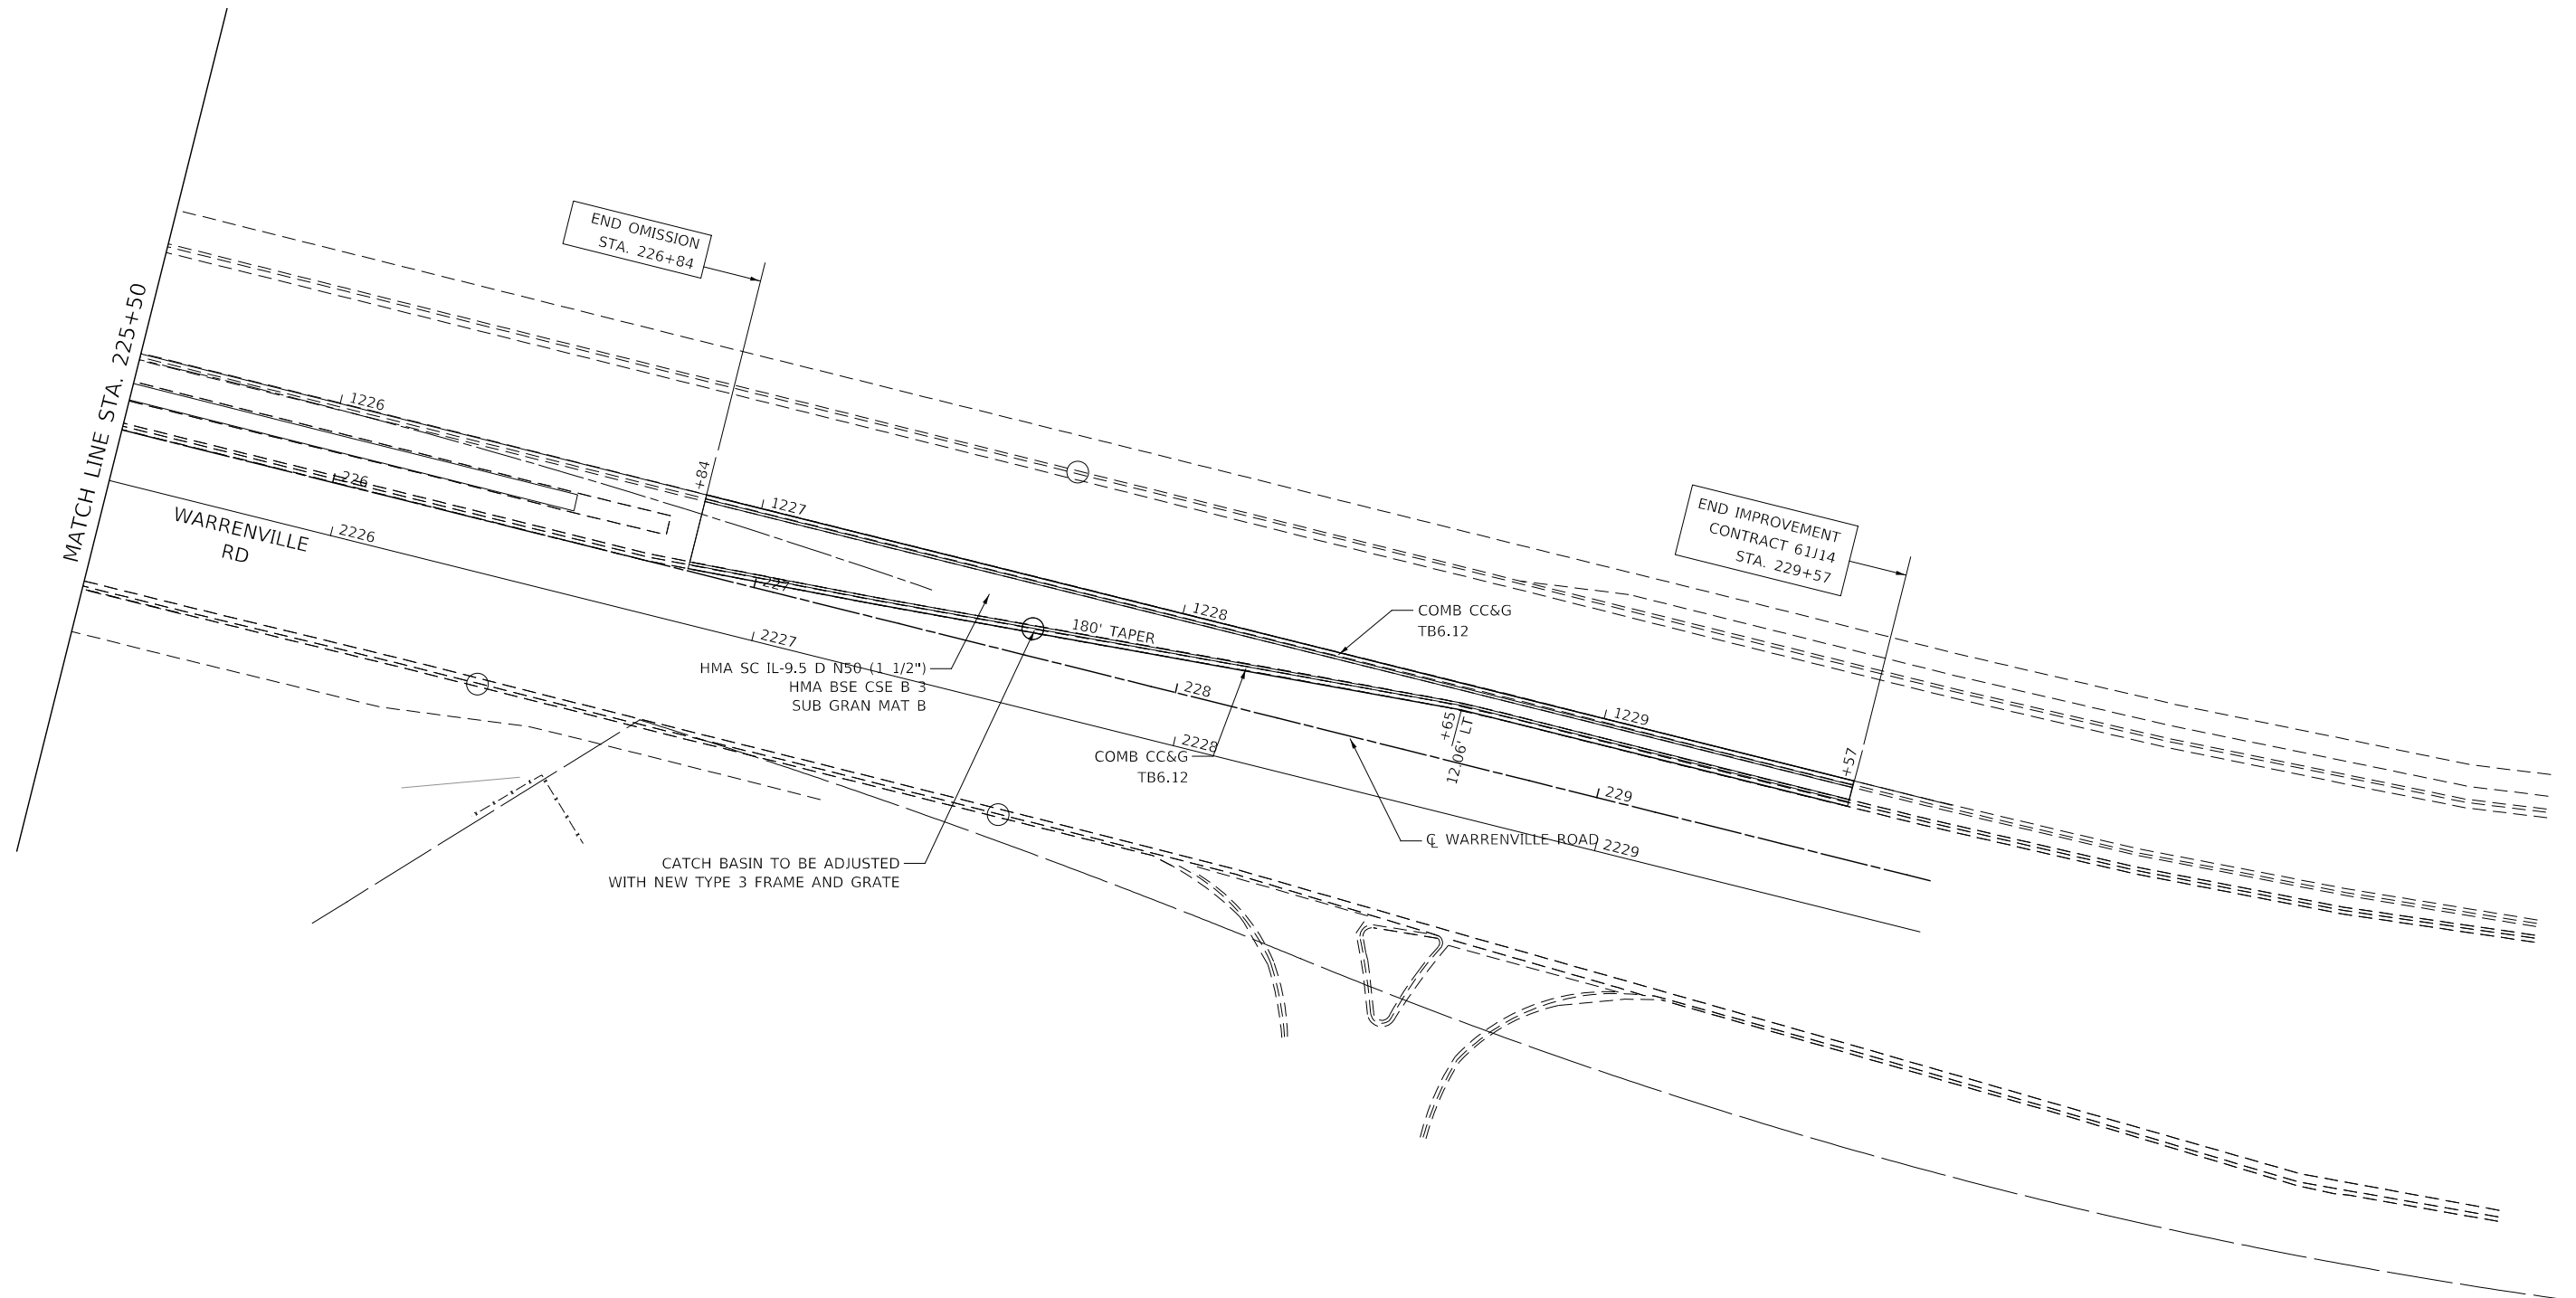 END OMISSION
STA. 226+84
MATCH LINE STA. 225+50
1226
226
2226
WARRENVILLE
RD
+84
1227
227
2227
END IMPROVEMENT
CONTRACT 61J14
STA. 229+57
1228
COMB CC&G
TB6.12
180' TAPER
HMA SC IL-9.5 D N50 (1 1/2")
HMA BSE CSE B 3
SUB GRAN MAT B
228
2228
COMB CC&G
TB6.12
+65
12.06' LT
1229
229
2229
+57
℄ WARRENVILLE ROAD
CATCH BASIN TO BE ADJUSTED
WITH NEW TYPE 3 FRAME AND GRATE